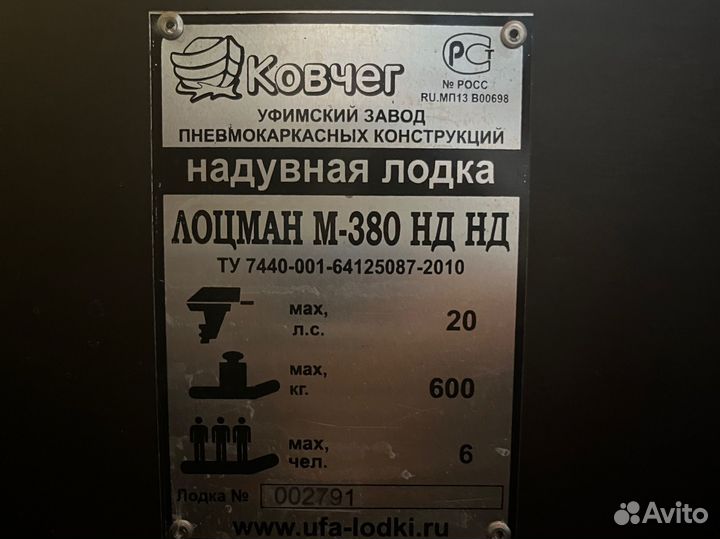 Ковчег
РСТ
№ РОСС
RU.МП13 В00698
УФИМСКИЙ ЗАВОД
ПНЕВМОКАРКАСНЫХ КОНСТРУКЦИЙ
надувная лодка
ЛОЦМАН М-380 НД НД
ТУ 7440-001-64125087-2010
мах,
л.с.
20
мах,
кг.
600
мах,
чел.
6
Лодка № 002791
www.ufa-lodki.ru
Avito